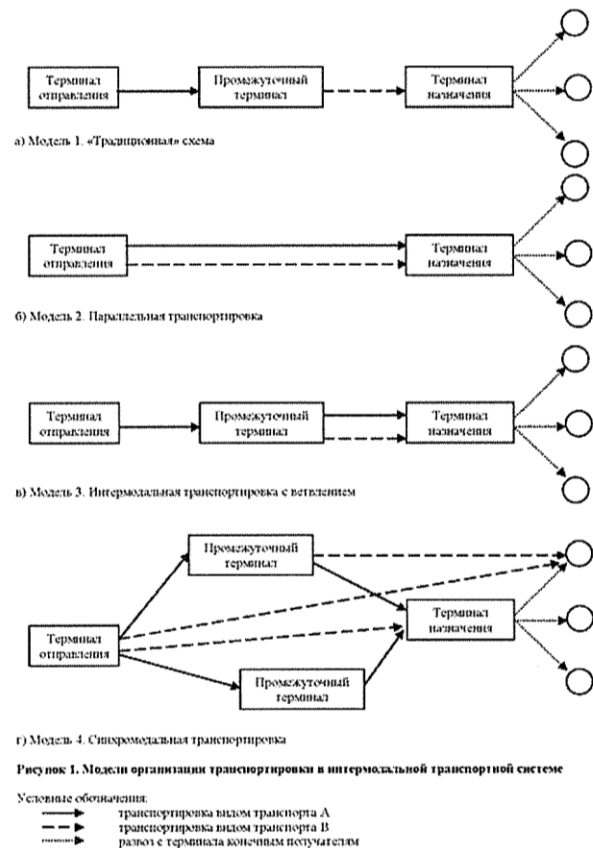 Терминал
отправления
Промежуточный
терминал
Терминал
назначения
а) Модель 1. «Традиционная» схема
Терминал
отправления
Терминал
назначения
б) Модель 2. Параллельная транспортировка
Терминал
отправления
Промежуточный
терминал
Терминал
назначения
в) Модель 3. Интермодальная транспортировка с ветвлением
Промежуточный
терминал
Терминал
отправления
Терминал
назначения
Промежуточный
терминал
г) Модель 4. Синхромодальная транспортировка
Рисунок 1. Модели организации транспортировки в интермодальной транспортной системе
Условные обозначения:
транспортировка видом транспорта А
транспортировка видом транспорта В
развоз с терминала конечным получателям